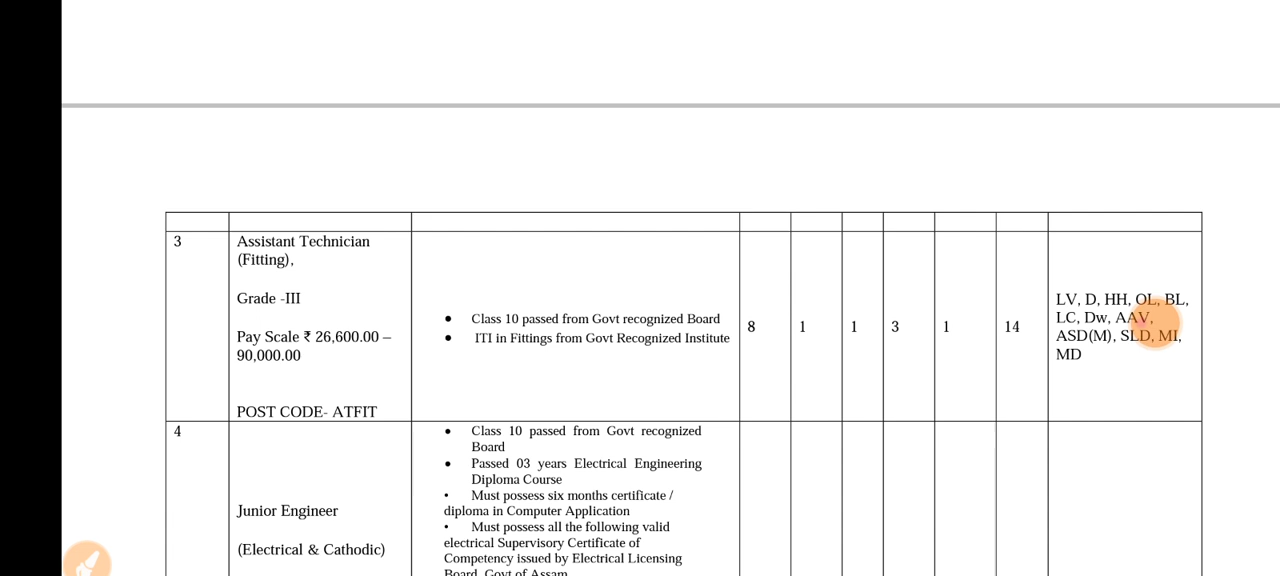 3
Assistant Technician
(Fitting),
Grade -III
Pay Scale ₹ 26,600.00 –
90,000.00
POST CODE- ATFIT
• Class 10 passed from Govt recognized Board
• ITI in Fittings from Govt Recognized Institute
8
1
1
3
1
14
LV, D, HH, OL, BL,
LC, Dw, AAV,
ASD(M), SLD, MI,
MD
4
Junior Engineer
(Electrical & Cathodic)
• Class 10 passed from Govt recognized
Board
• Passed 03 years Electrical Engineering
Diploma Course
• Must possess six months certificate /
diploma in Computer Application
• Must possess all the following valid
electrical Supervisory Certificate of
Competency issued by Electrical Licensing
Board, Govt of Assam